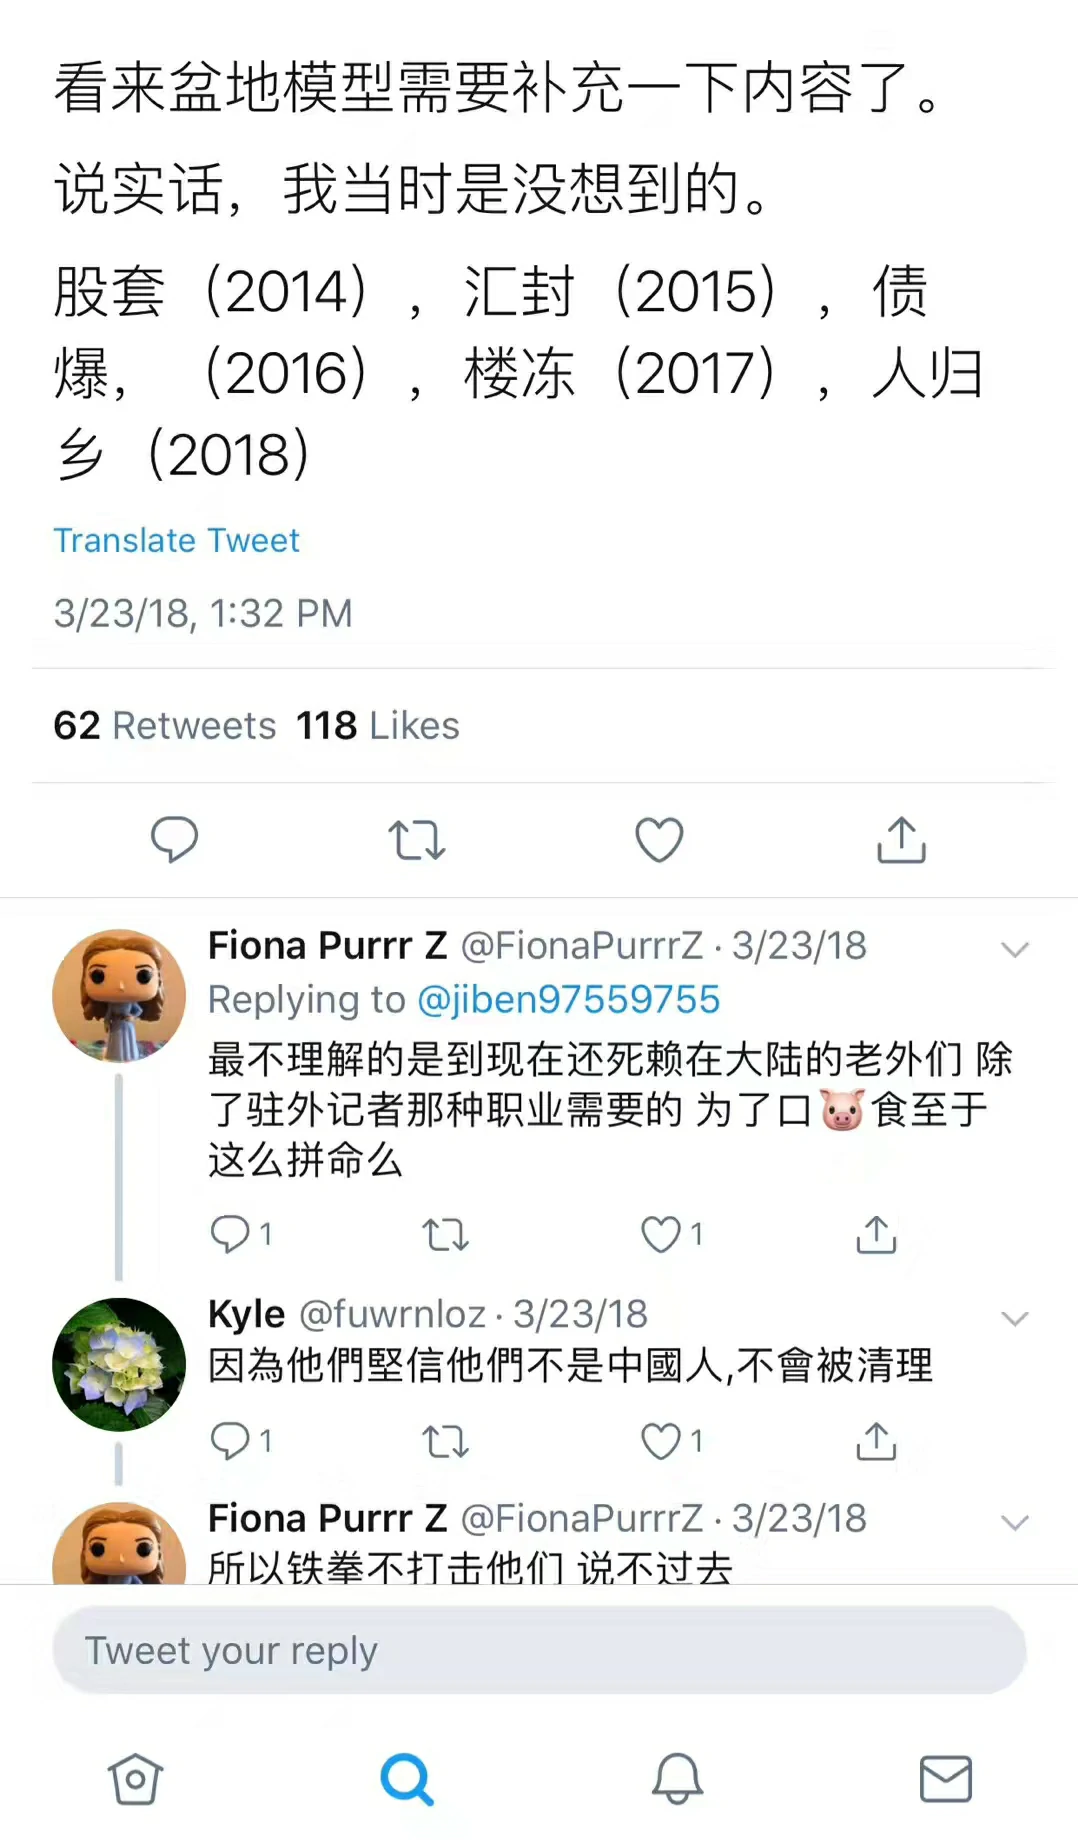 看来盆地模型需要补充一下内容了。
说实话，我当时是没想到的。
股套（2014），汇封（2015），债
爆，（2016），楼冻（2017），人归
乡（2018）
Translate Tweet
3/23/18, 1:32 PM
62 Retweets 118 Likes
Fiona Purrr Z @FionaPurrrZ · 3/23/18
Replying to @jiben97559755
最不理解的是到现在还死赖在大陆的老外们 除
了驻外记者那种职业需要的 为了口🐷食至于
这么拼命么
1 1
Kyle @fuwrnloz · 3/23/18
因為他們堅信他們不是中國人,不會被清理
1 1
Fiona Purrr Z @FionaPurrrZ · 3/23/18
所以铁拳不打击他们 说不过去
Tweet your reply